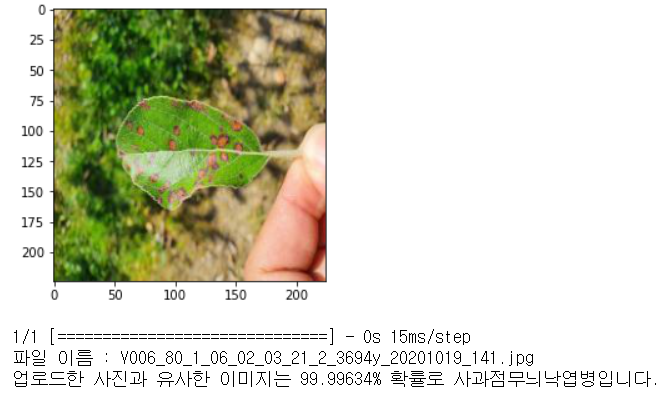 0
25
50
75
100
125
150
175
200
0 50 100 150 200
1/1 [==============================] - 0s 15ms/step
파일 이름 : V006_80_1_06_02_03_21_2_3694y_20201019_141.jpg
업로드한 사진과 유사한 이미지는 99.99634% 확률로 사과점무늬낙엽병입니다.